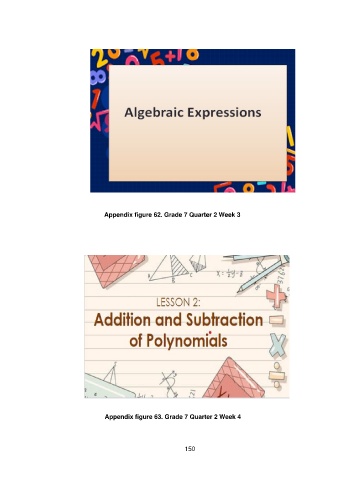 Algebraic Expressions
Appendix figure 62. Grade 7 Quarter 2 Week 3
LESSON 2:
Addition and Subtraction
of Polynomials
Appendix figure 63. Grade 7 Quarter 2 Week 4
150